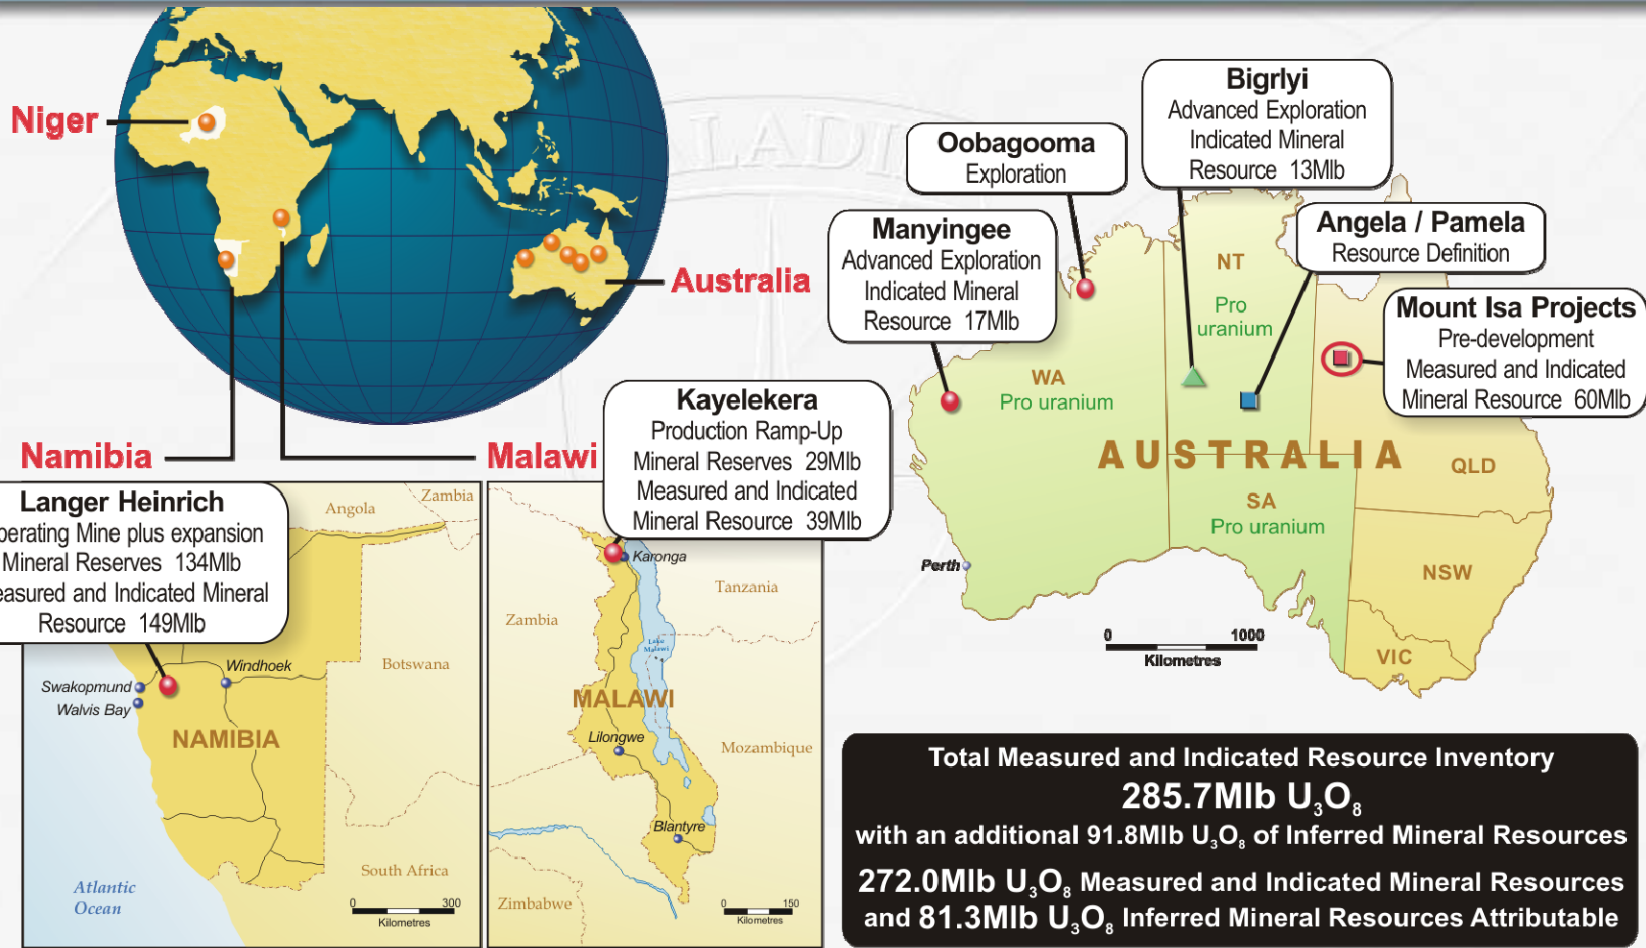 Niger
Australia
Namibia
Malawi
Oobagooma
Exploration
Bigrlyi
Advanced Exploration
Indicated Mineral
Resource 13Mlb
Manyingee
Advanced Exploration
Indicated Mineral
Resource 17Mlb
Angela / Pamela
Resource Definition
Mount Isa Projects
Pre-development
Measured and Indicated
Mineral Resource 60Mlb
NT
Pro
uranium
WA
Pro uranium
AUSTRALIA
QLD
SA
Pro uranium
NSW
VIC
Perth
0 1000
Kilometres
Kayelekera
Production Ramp-Up
Mineral Reserves 29Mlb
Measured and Indicated
Mineral Resource 39Mlb
Langer Heinrich
perating Mine plus expansion
Mineral Reserves 134Mlb
easured and Indicated Mineral
Resource 149Mlb
Angola
Zambia
Botswana
Windhoek
Swakopmund
Walvis Bay
NAMIBIA
South Africa
Atlantic
Ocean
0 300
Kilometres
Karonga
Tanzania
Zambia
Lake
Malawi
MALAWI
Lilongwe
Mozambique
Blantyre
Zimbabwe
0 150
Kilometres
Total Measured and Indicated Resource Inventory
285.7Mlb U₃O₈
with an additional 91.8Mlb U₃O₈ of Inferred Mineral Resources
272.0Mlb U₃O₈ Measured and Indicated Mineral Resources
and 81.3Mlb U₃O₈ Inferred Mineral Resources Attributable